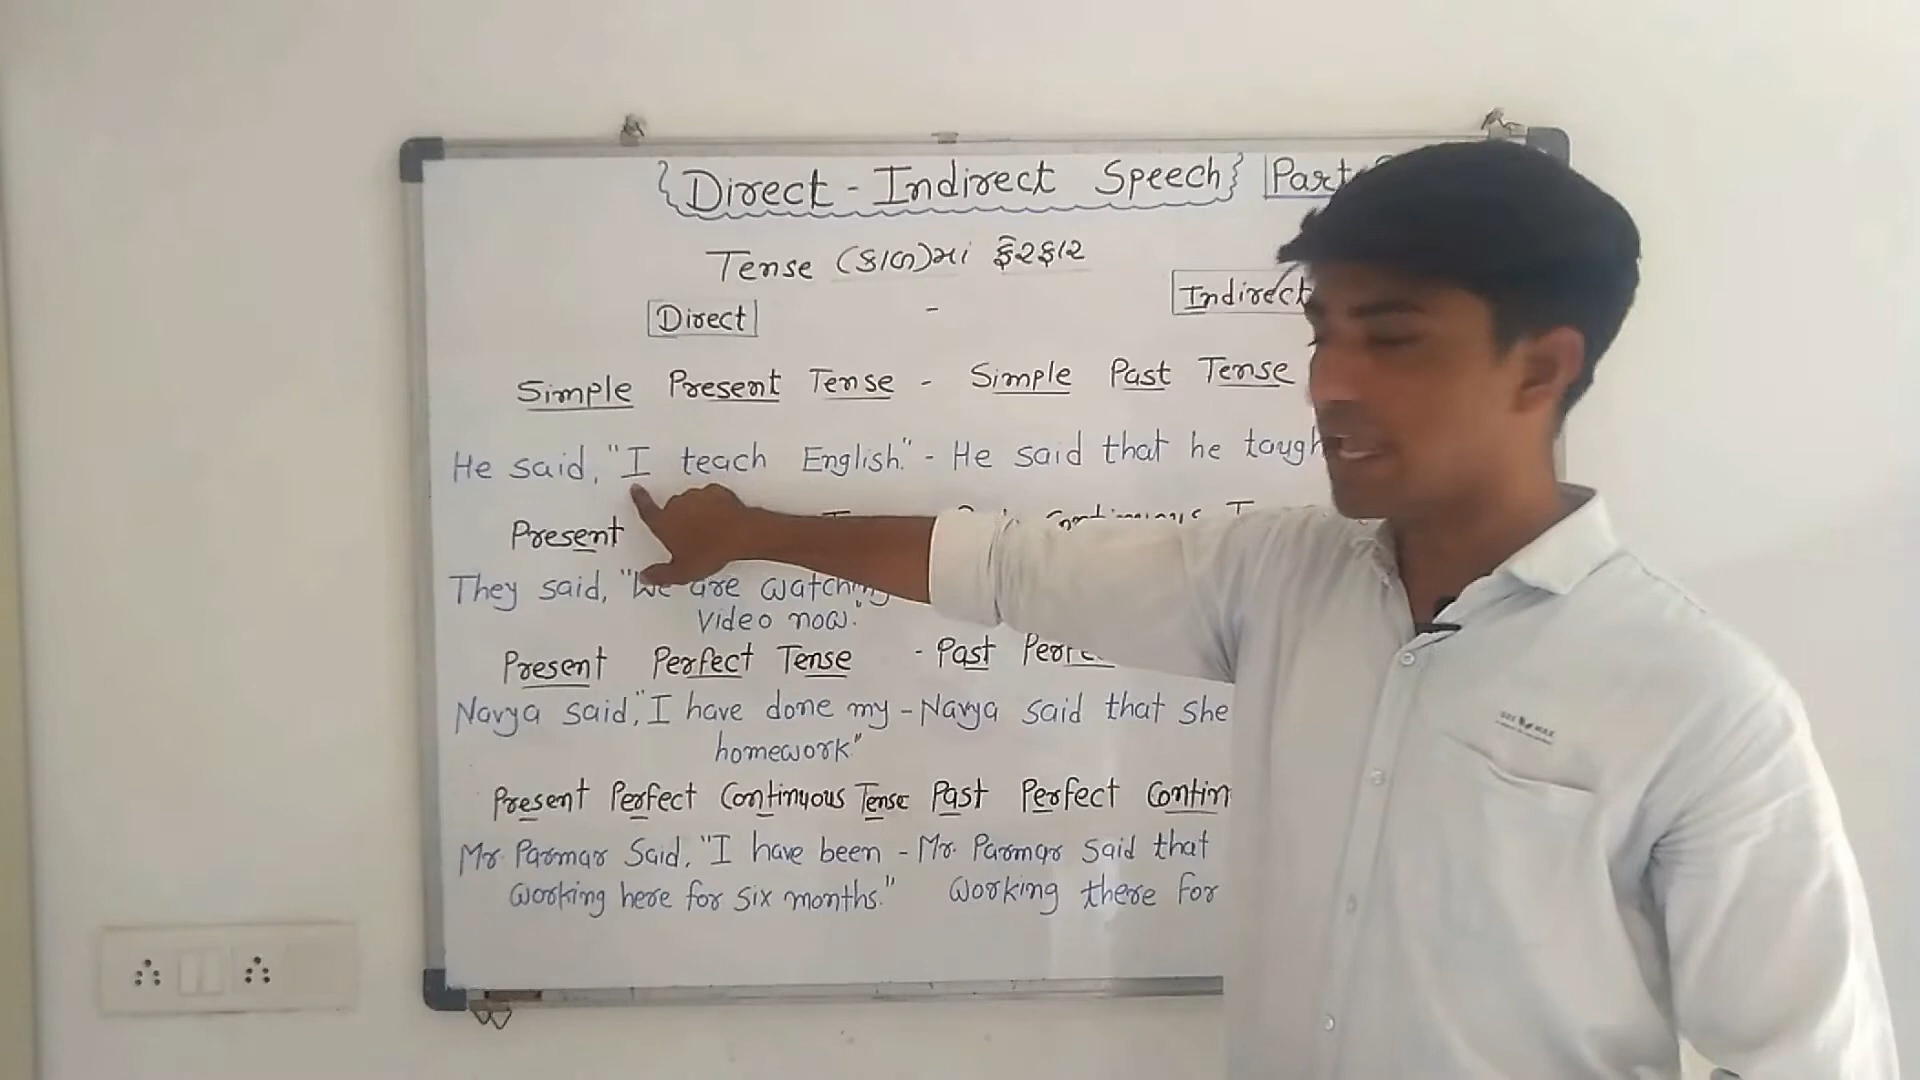 {Direct - Indirect Speech} Part
Tense (કાળ)માં ફેરફાર
Direct - Indirect
Simple Present Tense - Simple Past Tense
He said, "I teach English." - He said that he
Present
They said, "We are watching
video now."
Present Perfect Tense - Past
Navya said, "I have done my - Navya said that she
homework"
Present Perfect Continuous Tense Past Perfect
Mr. Parmar Said, "I have been - Mr. Parmar said that
working here for six months." working there for